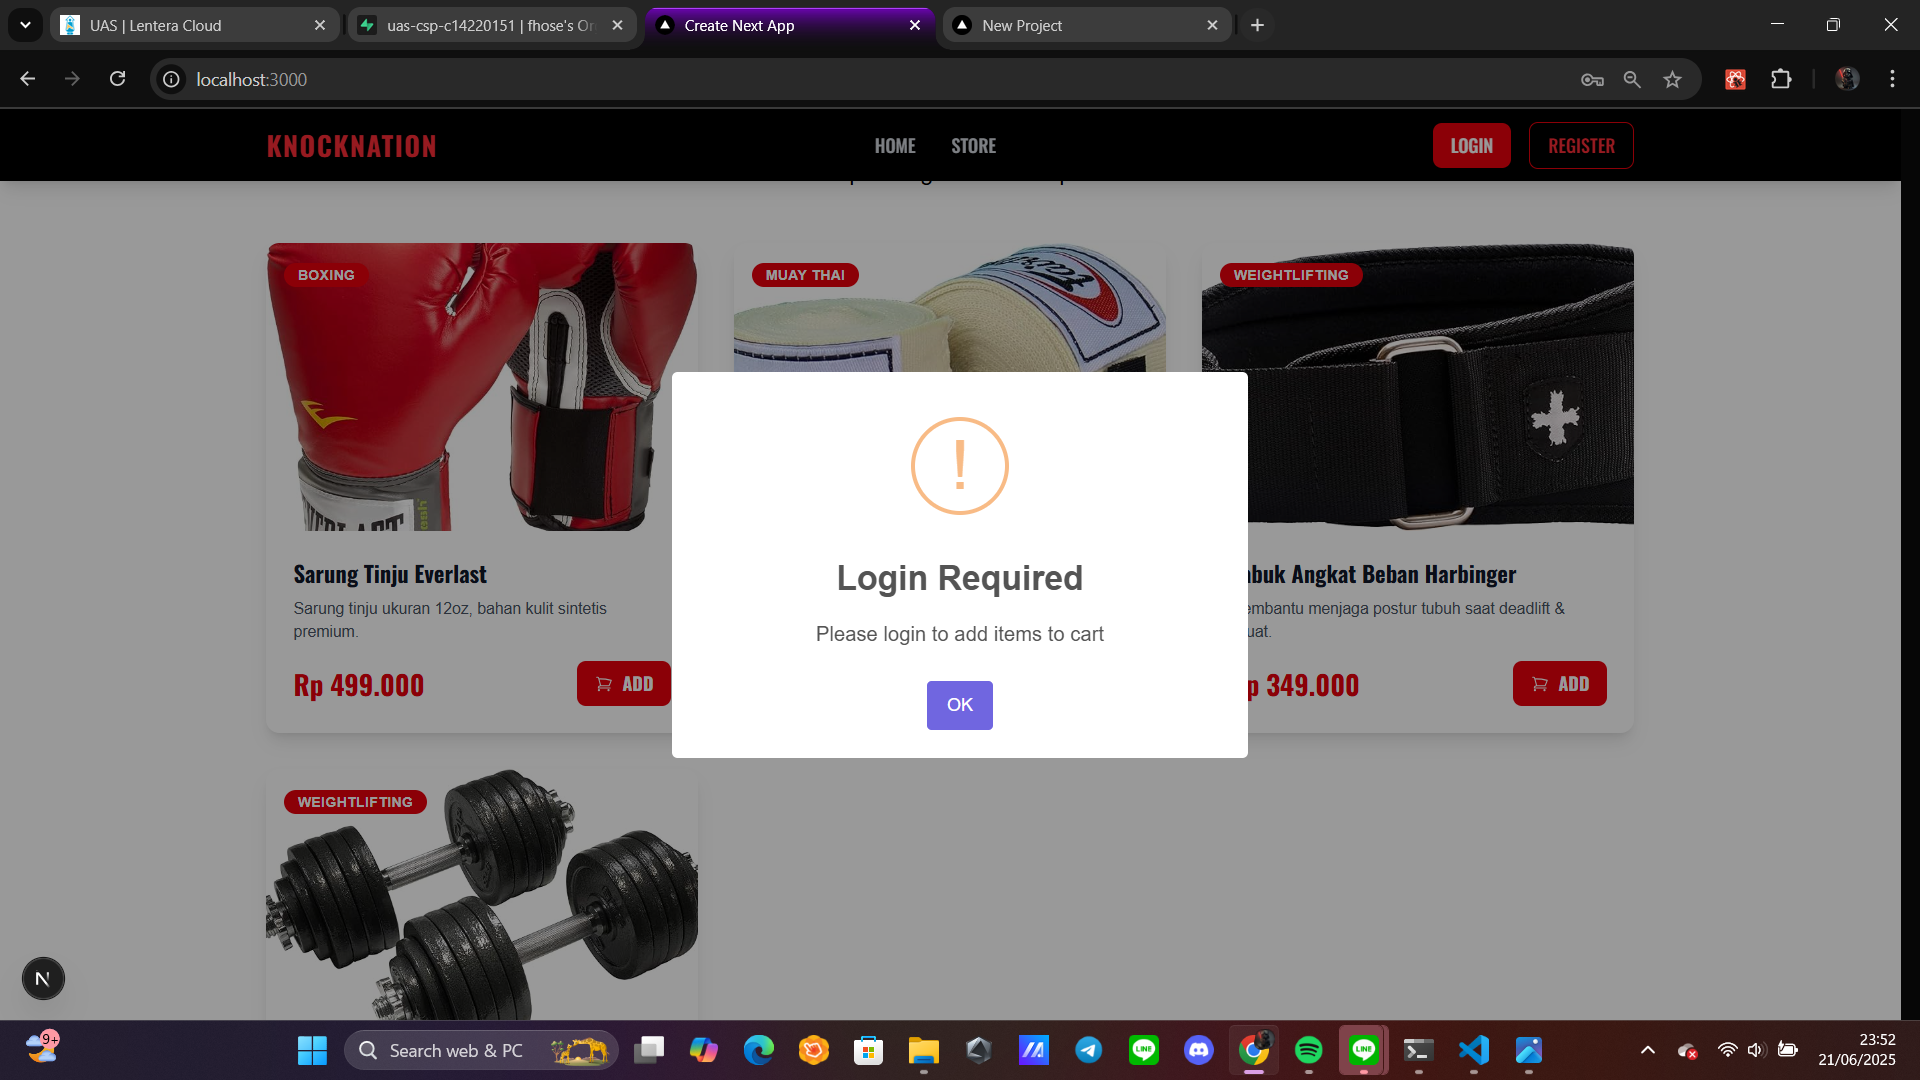 UAS | Lentera Cloud
uas-csp-c14220151 | fhose's Or
Create Next App
New Project
localhost:3000
KNOCKNATION
HOME
STORE
LOGIN
REGISTER
BOXING
MUAY THAI
WEIGHTLIFTING
Sarung Tinju Everlast
Sarung tinju ukuran 12oz, bahan kulit sintetis
premium.
Rp 499.000
ADD
!
Login Required
Please login to add items to cart
OK
abuk Angkat Beban Harbinger
embantu menjaga postur tubuh saat deadlift &
uat.
p 349.000
ADD
WEIGHTLIFTING
N
9+
Search web & PC
23:52
21/06/2025